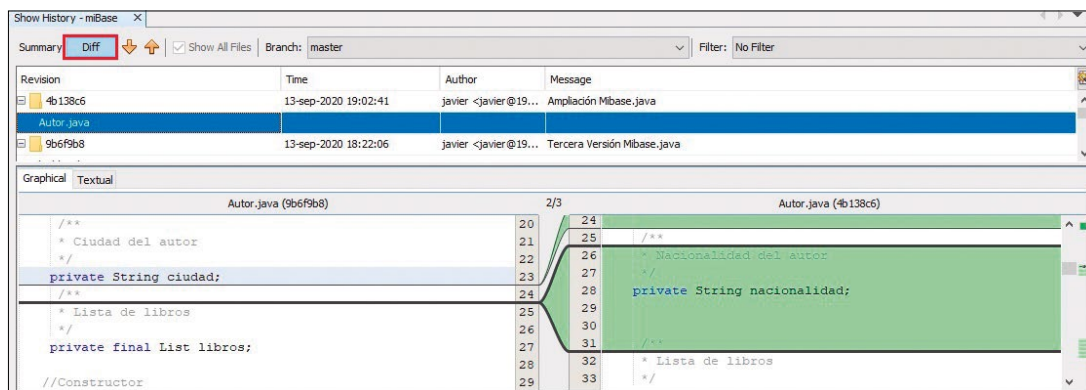 Show History - miBase X
Summary Diff Show All Files Branch: master Filter: No Filter
Revision Time Author Message
4b138c6 13-sep-2020 19:02:41 javier <javier@19... Ampliación Mibase.java
Autor.java
9b6f9b8 13-sep-2020 18:22:06 javier <javier@19... Tercera Versión Mibase.java
Graphical Textual
Autor.java (9b6f9b8) 2/3 Autor.java (4b138c6)
/** 20
* Ciudad del autor 21
*/ 22
private String ciudad; 23
/** 24
* Lista de libros 25
*/ 26
private final List libros; 27
28
//Constructor 29
24
25 /**
26 * Nacionalidad del autor
27 */
28 private String nacionalidad;
29
30
31 /**
32 * Lista de libros
33 */